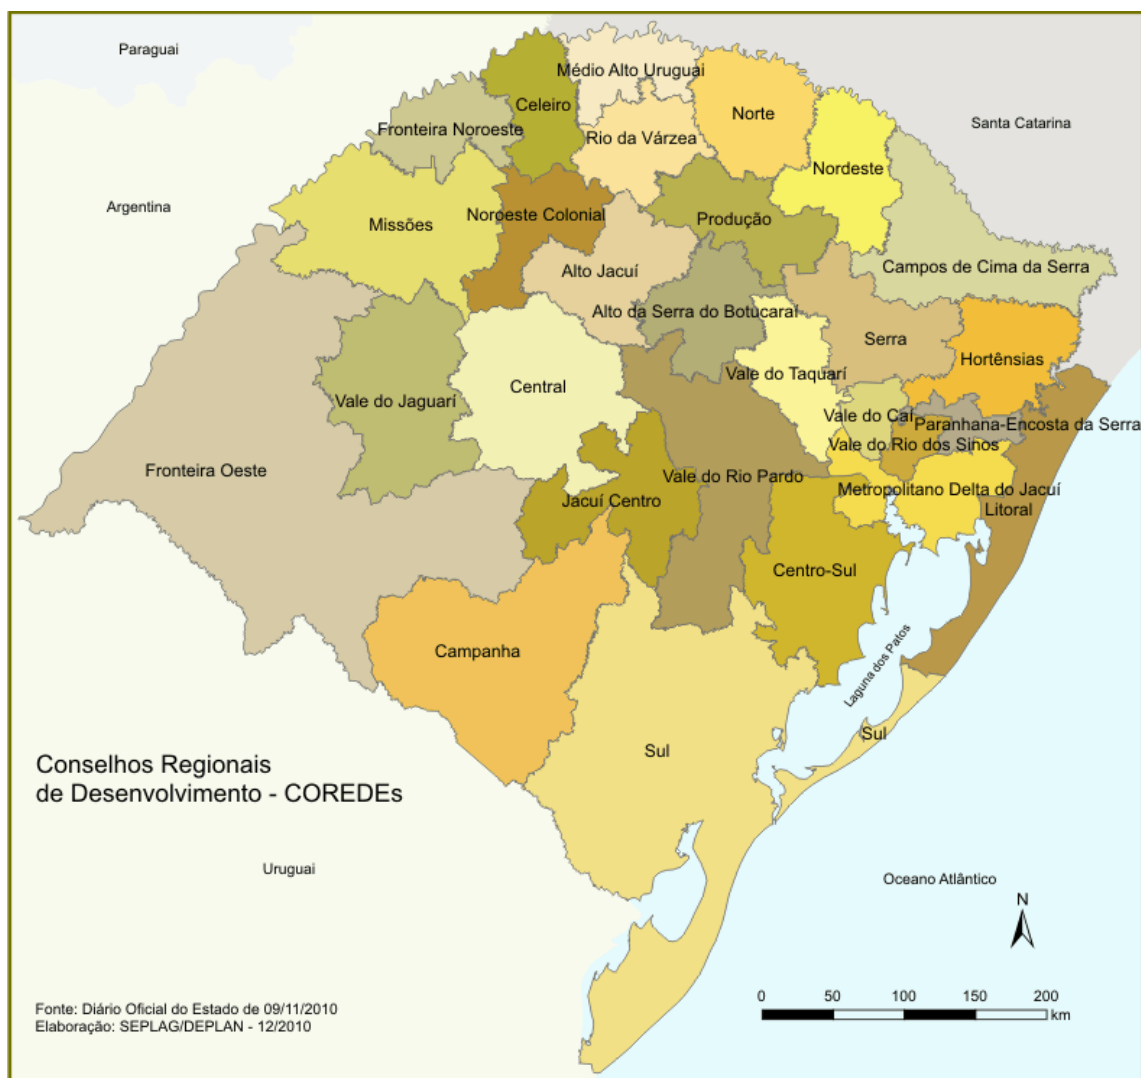 Paraguai
Médio Alto Uruguai
Celeiro
Norte
Santa Catarina
Fronteira Noroeste
Rio da Várzea
Nordeste
Argentina
Missões
Noroeste Colonial
Produção
Alto Jacuí
Campos de Cima da Serra
Alto da Serra do Botucaraí
Serra
Hortênsias
Central
Vale do Taquarí
Vale do Jaguarí
Vale do Caí
Paranhana-Encosta da Serra
Vale do Rio dos Sinos
Fronteira Oeste
Vale do Rio Pardo
Metropolitano Delta do Jacuí
Jacuí Centro
Litoral
Centro-Sul
Campanha
Laguna dos Patos
Sul
Sul
Conselhos Regionais
de Desenvolvimento - COREDEs
Uruguai
Oceano Atlântico
N
Fonte: Diário Oficial do Estado de 09/11/2010
Elaboração: SEPLAG/DEPLAN - 12/2010
0 50 100 150 200
km